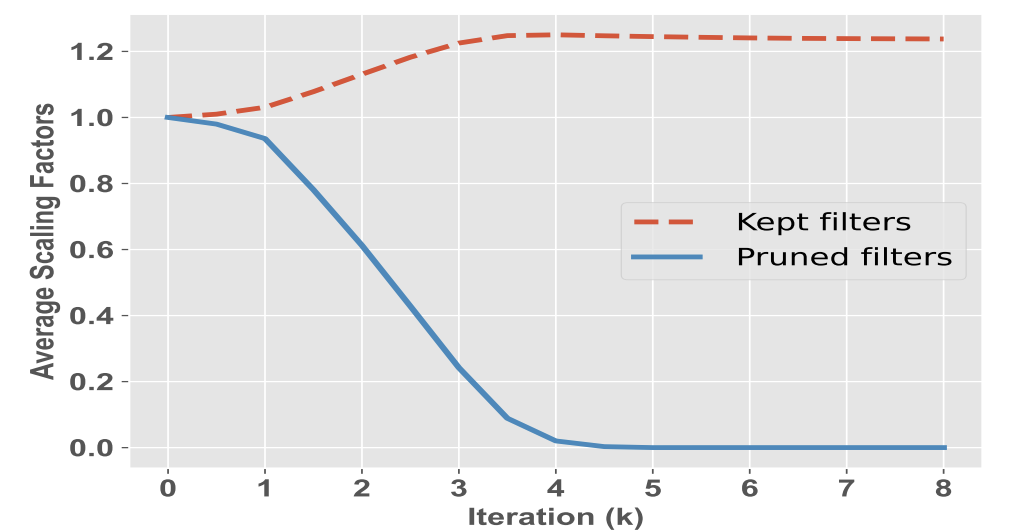 Average Scaling Factors
1.2
1.0
0.8
0.6
0.4
0.2
0.0
Kept filters
Pruned filters
0 1 2 3 4 5 6 7 8
Iteration (k)